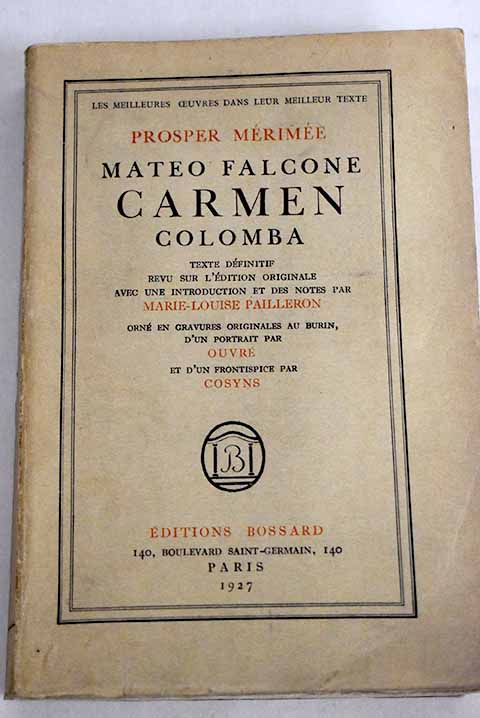 LES MEILLEURES ŒUVRES DANS LEUR MEILLEUR TEXTE
PROSPER MÉRIMÉE
MATEO FALCONE
CARMEN
COLOMBA
TEXTE DÉFINITIF
REVU SUR L'ÉDITION ORIGINALE
AVEC UNE INTRODUCTION ET DES NOTES PAR
MARIE-LOUISE PAILLERON
ORNÉ EN GRAVURES ORIGINALES AU BURIN,
D'UN PORTRAIT PAR
OUVRÉ
ET D'UN FRONTISPICE PAR
COSYNS
B
ÉDITIONS BOSSARD
140, BOULEVARD SAINT-GERMAIN, 140
PARIS
1927